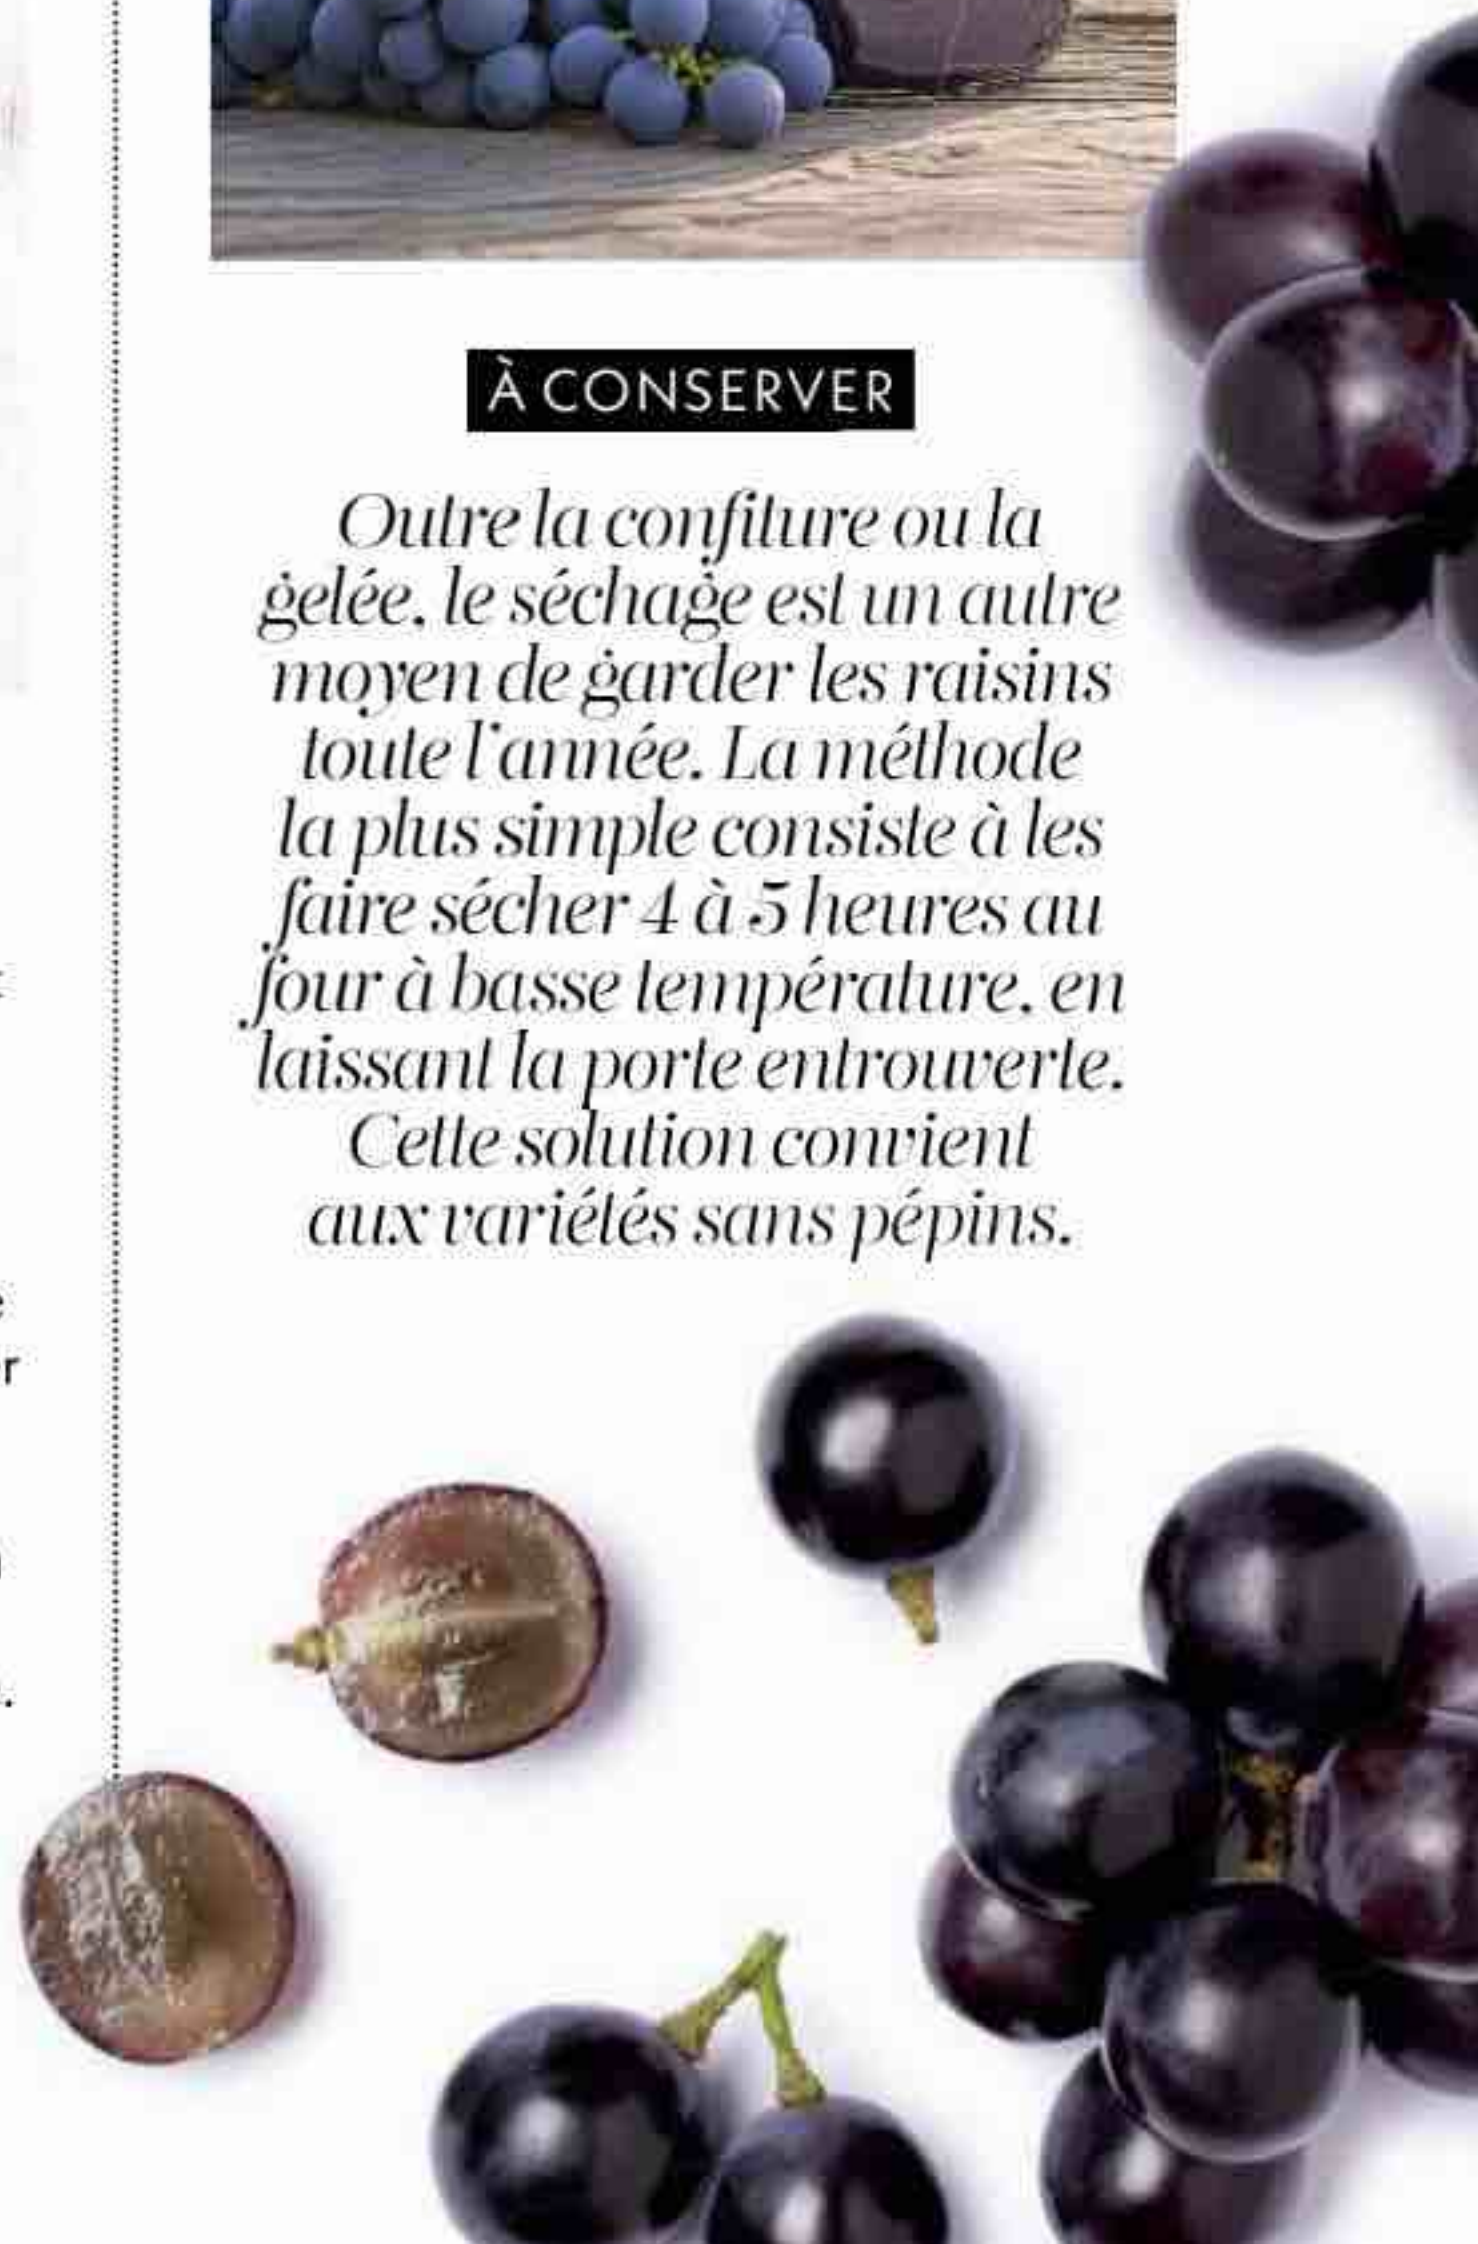 À CONSERVER
Outre la confiture ou la
gelée, le séchage est un autre
moyen de garder les raisins
toute l'année. La méthode
la plus simple consiste à les
faire sécher 4 à 5 heures au
four à basse température, en
laissant la porte entrouverte.
Cette solution convient
aux variétés sans pépins.